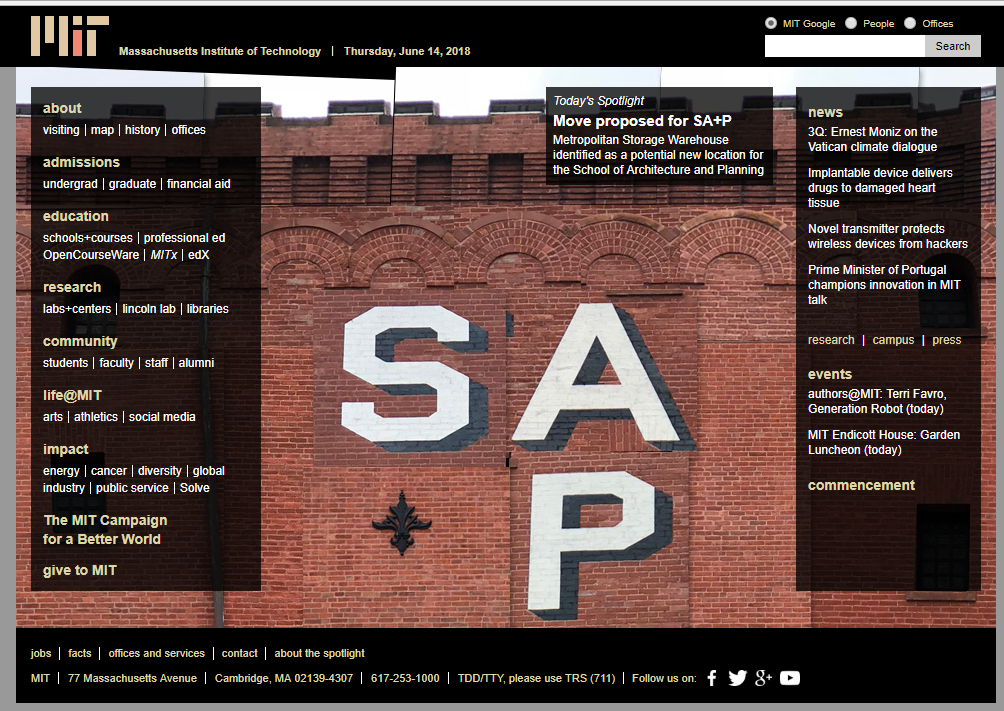 MIT
Massachusetts Institute of Technology | Thursday, June 14, 2018
MIT Google People Offices
Search
about
visiting | map | history | offices
admissions
undergrad | graduate | financial aid
education
schools+courses | professional ed
OpenCourseWare | MITx | edX
research
labs+centers | lincoln lab | libraries
community
students | faculty | staff | alumni
life@MIT
arts | athletics | social media
impact
energy | cancer | diversity | global
industry | public service | Solve
The MIT Campaign
for a Better World
give to MIT
Today's Spotlight
Move proposed for SA+P
Metropolitan Storage Warehouse
identified as a potential new location for
the School of Architecture and Planning
SA
P
news
3Q: Ernest Moniz on the
Vatican climate dialogue
Implantable device delivers
drugs to damaged heart
tissue
Novel transmitter protects
wireless devices from hackers
Prime Minister of Portugal
champions innovation in MIT
talk
research | campus | press
events
authors@MIT: Terri Favro,
Generation Robot (today)
MIT Endicott House: Garden
Luncheon (today)
commencement
jobs | facts | offices and services | contact | about the spotlight
MIT | 77 Massachusetts Avenue | Cambridge, MA 02139-4307 | 617-253-1000 | TDD/TTY, please use TRS (711) | Follow us on: